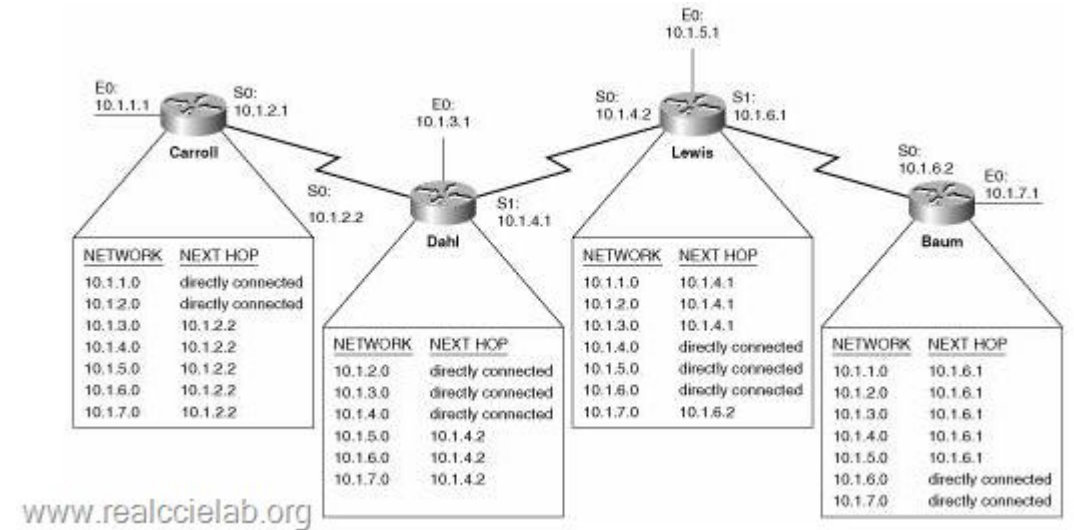 E0:
10.1.5.1
E0:
10.1.1.1
S0:
10.1.2.1
Carroll
E0:
10.1.3.1
S0:
10.1.4.2
S1:
10.1.6.1
Lewis
S0:
10.1.2.2
S1:
10.1.4.1
Dahl
S0:
10.1.6.2
E0:
10.1.7.1
Baum
NETWORK NEXT HOP
10.1.1.0 directly connected
10.1.2.0 directly connected
10.1.3.0 10.1.2.2
10.1.4.0 10.1.2.2
10.1.5.0 10.1.2.2
10.1.6.0 10.1.2.2
10.1.7.0 10.1.2.2
NETWORK NEXT HOP
10.1.2.0 directly connected
10.1.3.0 directly connected
10.1.4.0 directly connected
10.1.5.0 10.1.4.2
10.1.6.0 10.1.4.2
10.1.7.0 10.1.4.2
NETWORK NEXT HOP
10.1.1.0 10.1.4.1
10.1.2.0 10.1.4.1
10.1.3.0 10.1.4.1
10.1.4.0 directly connected
10.1.5.0 directly connected
10.1.6.0 directly connected
10.1.7.0 10.1.6.2
NETWORK NEXT HOP
10.1.1.0 10.1.6.1
10.1.2.0 10.1.6.1
10.1.3.0 10.1.6.1
10.1.4.0 10.1.6.1
10.1.5.0 10.1.6.1
10.1.6.0 directly connected
10.1.7.0 directly connected
www.realccielab.org